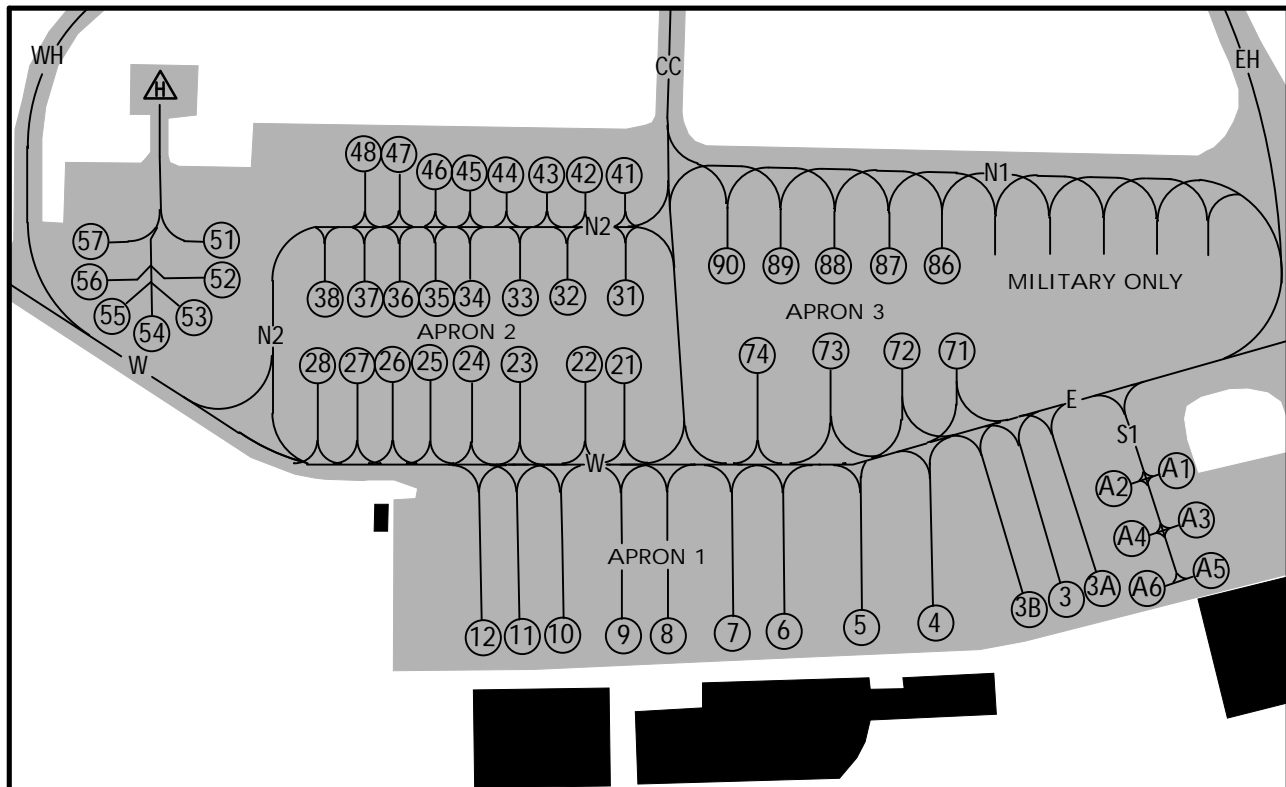 WH
CC
EH
H
48 47 46 45 44 43 42 41
N1
57 51
N2
56 52
90 89 88 87 86
MILITARY ONLY
55 54 53
38 37 36 35 34 33 32 31
APRON 3
APRON 2
N2
W
28 27 26 25 24 23 22 21
74 73 72 71
E
S1
W
A2 A1
A4 A3
APRON 1
A6 A5
12 11 10 9 8 7 6 5 4 3B 3 3A